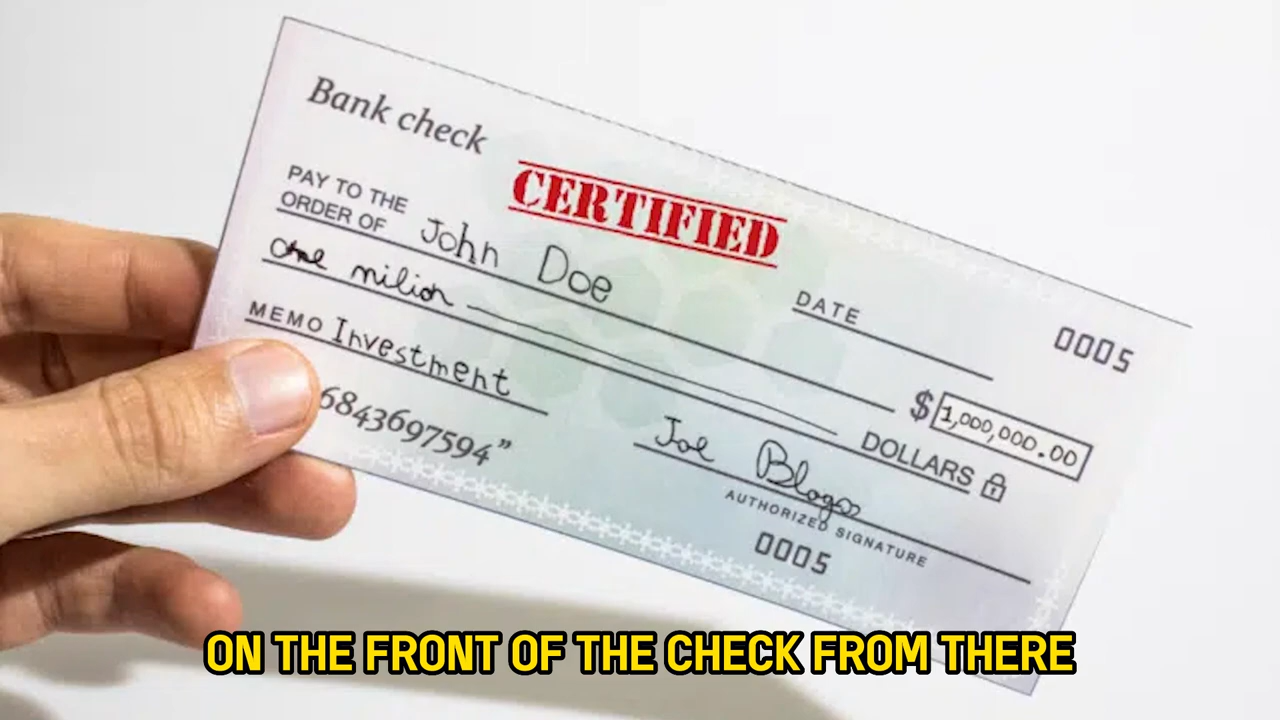 Bank check
CERTIFIED
PAY TO THE
ORDER OF John Doe
DATE
0005
one milion
$ 1,000,000.00
DOLLARS
MEMO Investment
Joe Blogs
AUTHORIZED SIGNATURE
6843697594”
0005
ON THE FRONT OF THE CHECK FROM THERE